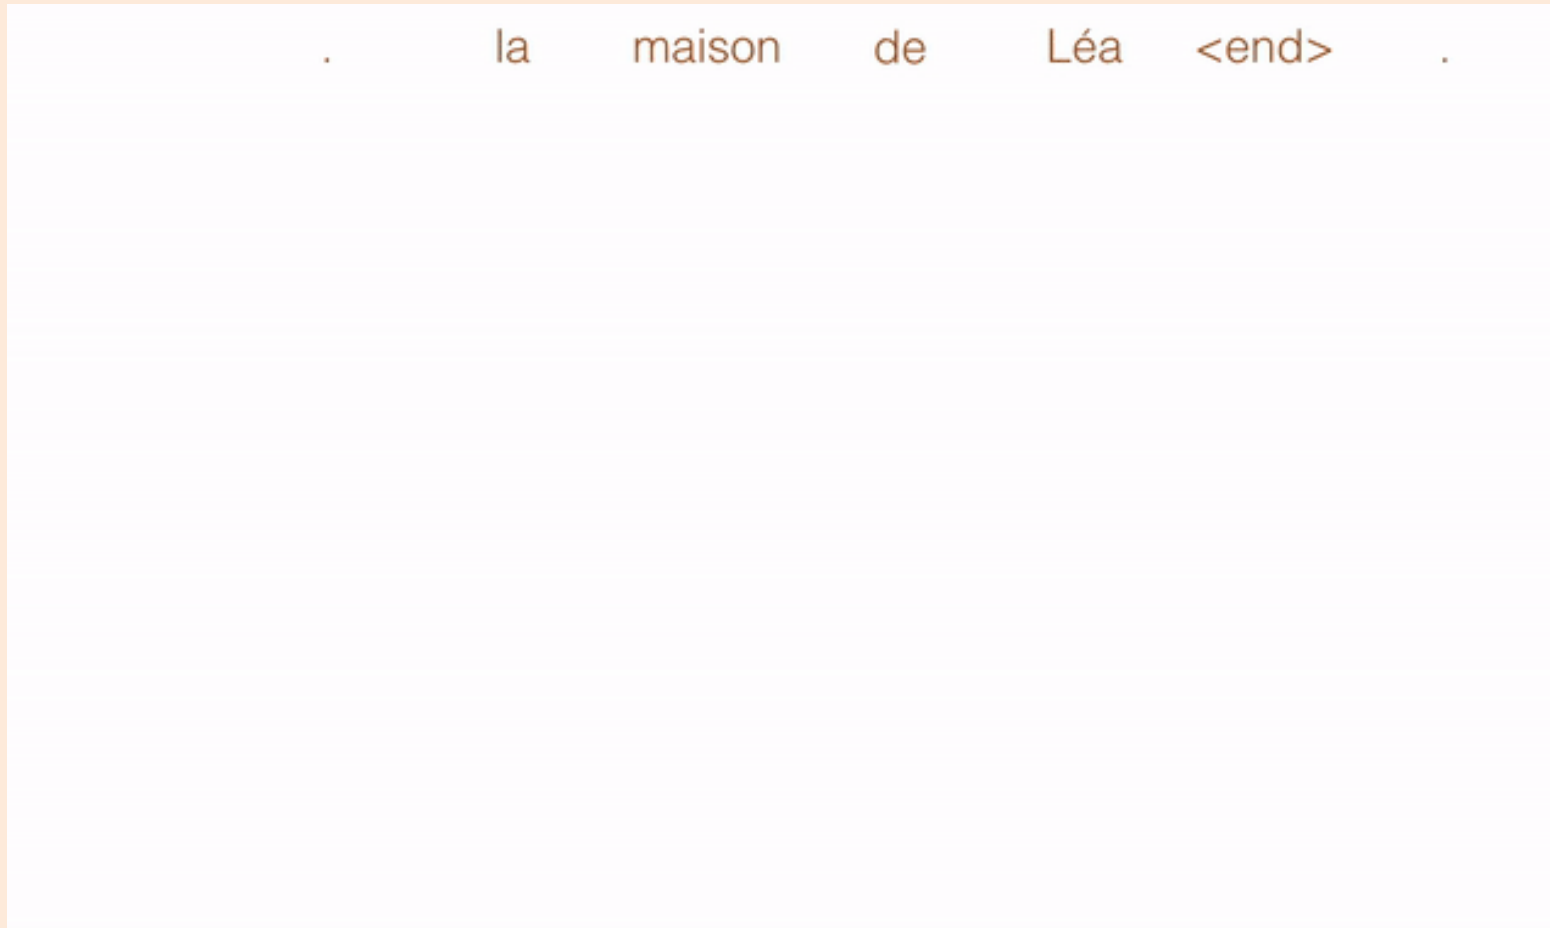 . la maison de Léa <end> .